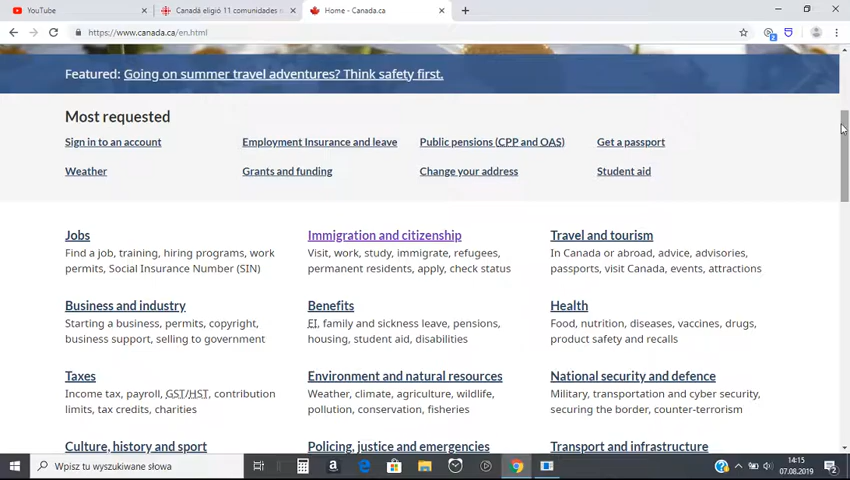 YouTube
Canadá eligió 11 comunidades
Home - Canada.ca
https://www.canada.ca/en.html
Featured: Going on summer travel adventures? Think safety first.
Most requested
Sign in to an account Employment Insurance and leave Public pensions (CPP and OAS) Get a passport
Weather Grants and funding Change your address Student aid
Jobs
Find a job, training, hiring programs, work
permits, Social Insurance Number (SIN)
Immigration and citizenship
Visit, work, study, immigrate, refugees,
permanent residents, apply, check status
Travel and tourism
In Canada or abroad, advice, advisories,
passports, visit Canada, events, attractions
Business and industry
Starting a business, permits, copyright,
business support, selling to government
Benefits
EI, family and sickness leave, pensions,
housing, student aid, disabilities
Health
Food, nutrition, diseases, vaccines, drugs,
product safety and recalls
Taxes
Income tax, payroll, GST/HST, contribution
limits, tax credits, charities
Environment and natural resources
Weather, climate, agriculture, wildlife,
pollution, conservation, fisheries
National security and defence
Military, transportation and cyber security,
securing the border, counter-terrorism
Culture, history and sport
Policing, justice and emergencies
Transport and infrastructure
Wpisz tu wyszukiwane słowa
14:15
07.08.2019